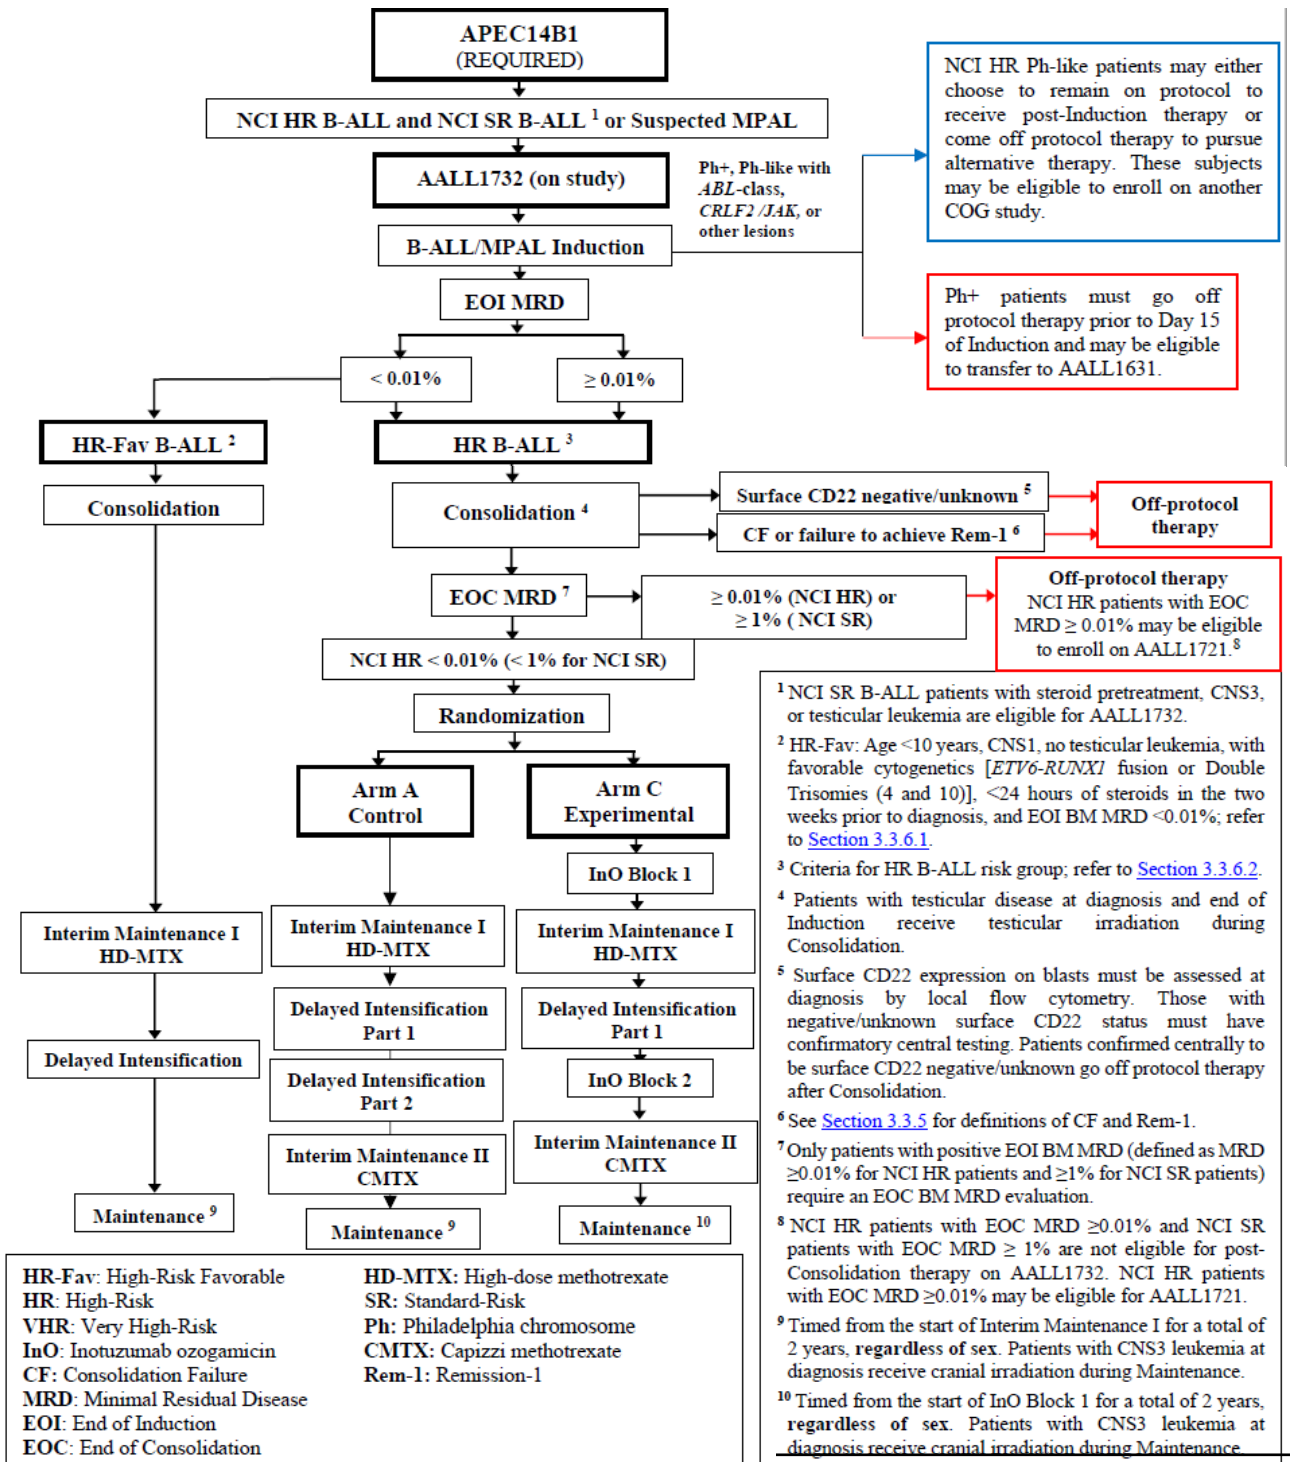 APEC14B1
(REQUIRED)
NCI HR B-ALL and NCI SR B-ALL 1 or Suspected MPAL
AALL1732 (on study)
Ph+, Ph-like with
ABL-class,
CRLF2 /JAK, or
other lesions
B-ALL/MPAL Induction
NCI HR Ph-like patients may either
choose to remain on protocol to
receive post-Induction therapy or
come off protocol therapy to pursue
alternative therapy. These subjects
may be eligible to enroll on another
COG study.
Ph+ patients must go off
protocol therapy prior to Day 15
of Induction and may be eligible
to transfer to AALL1631.
EOI MRD
< 0.01%
≥ 0.01%
HR-Fav B-ALL 2
HR B-ALL 3
Consolidation
Consolidation 4
Surface CD22 negative/unknown 5
CF or failure to achieve Rem-1 6
Off-protocol
therapy
EOC MRD 7
≥ 0.01% (NCI HR) or
≥ 1% ( NCI SR)
Off-protocol therapy
NCI HR patients with EOC
MRD ≥ 0.01% may be eligible
to enroll on AALL1721.8
NCI HR < 0.01% (< 1% for NCI SR)
Randomization
Arm A
Control
Arm C
Experimental
InO Block 1
Interim Maintenance I
HD-MTX
Interim Maintenance I
HD-MTX
Interim Maintenance I
HD-MTX
Delayed Intensification
Part 1
Delayed Intensification
Part 1
Delayed Intensification
Delayed Intensification
Part 2
InO Block 2
Interim Maintenance II
CMTX
Interim Maintenance II
CMTX
Maintenance 9
Maintenance 9
Maintenance 10
1 NCI SR B-ALL patients with steroid pretreatment, CNS3,
or testicular leukemia are eligible for AALL1732.
2 HR-Fav: Age <10 years, CNS1, no testicular leukemia, with
favorable cytogenetics [ETV6-RUNX1 fusion or Double
Trisomies (4 and 10)], <24 hours of steroids in the two
weeks prior to diagnosis, and EOI BM MRD <0.01%; refer
to Section 3.3.6.1.
3 Criteria for HR B-ALL risk group; refer to Section 3.3.6.2.
4 Patients with testicular disease at diagnosis and end of
Induction receive testicular irradiation during
Consolidation.
5 Surface CD22 expression on blasts must be assessed at
diagnosis by local flow cytometry. Those with
negative/unknown surface CD22 status must have
confirmatory central testing. Patients confirmed centrally to
be surface CD22 negative/unknown go off protocol therapy
after Consolidation.
6 See Section 3.3.5 for definitions of CF and Rem-1.
7 Only patients with positive EOI BM MRD (defined as MRD
≥0.01% for NCI HR patients and ≥1% for NCI SR patients)
require an EOC BM MRD evaluation.
8 NCI HR patients with EOC MRD ≥0.01% and NCI SR
patients with EOC MRD ≥ 1% are not eligible for post-
Consolidation therapy on AALL1732. NCI HR patients
with EOC MRD ≥0.01% may be eligible for AALL1721.
9 Timed from the start of Interim Maintenance I for a total of
2 years, regardless of sex. Patients with CNS3 leukemia at
diagnosis receive cranial irradiation during Maintenance.
10 Timed from the start of InO Block 1 for a total of 2 years,
regardless of sex. Patients with CNS3 leukemia at
diagnosis receive cranial irradiation during Maintenance.
HR-Fav: High-Risk Favorable
HR: High-Risk
VHR: Very High-Risk
InO: Inotuzumab ozogamicin
CF: Consolidation Failure
MRD: Minimal Residual Disease
EOI: End of Induction
EOC: End of Consolidation
HD-MTX: High-dose methotrexate
SR: Standard-Risk
Ph: Philadelphia chromosome
CMTX: Capizzi methotrexate
Rem-1: Remission-1